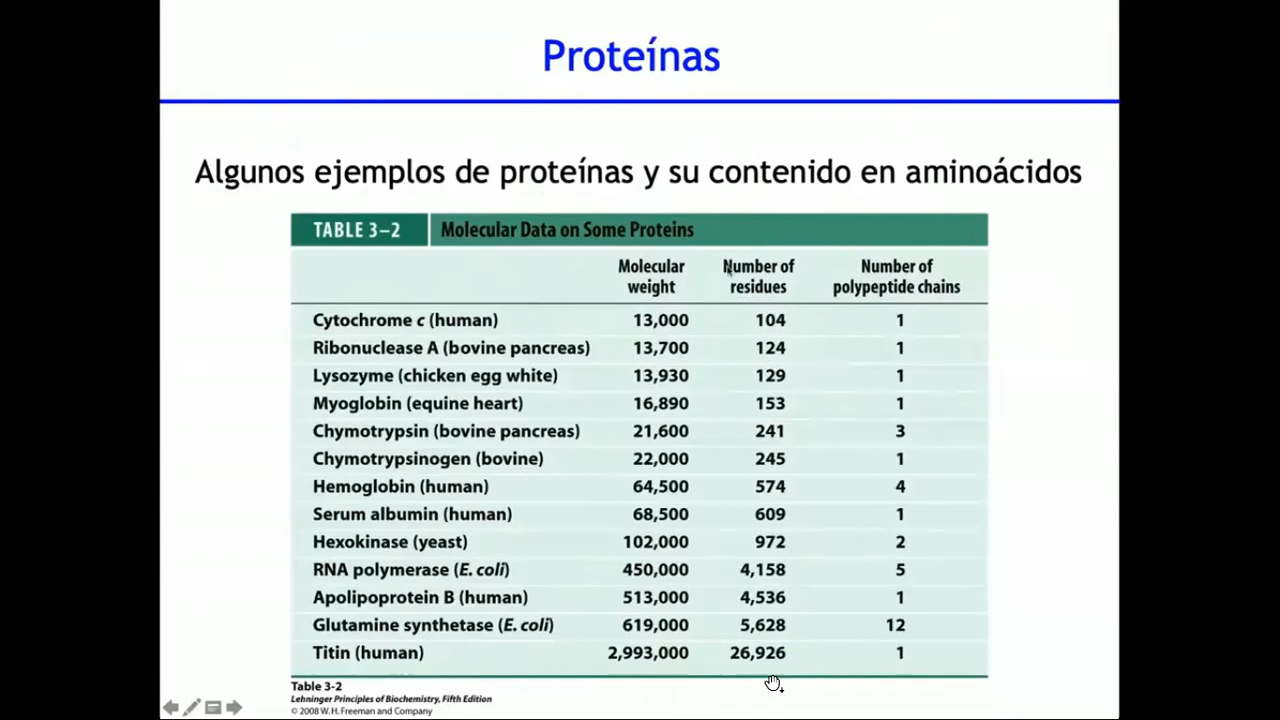 Proteínas
Algunos ejemplos de proteínas y su contenido en aminoácidos
TABLE 3–2 Molecular Data on Some Proteins
Molecular weight Number of residues Number of polypeptide chains
Cytochrome c (human) 13,000 104 1
Ribonuclease A (bovine pancreas) 13,700 124 1
Lysozyme (chicken egg white) 13,930 129 1
Myoglobin (equine heart) 16,890 153 1
Chymotrypsin (bovine pancreas) 21,600 241 3
Chymotrypsinogen (bovine) 22,000 245 1
Hemoglobin (human) 64,500 574 4
Serum albumin (human) 68,500 609 1
Hexokinase (yeast) 102,000 972 2
RNA polymerase (E. coli) 450,000 4,158 5
Apolipoprotein B (human) 513,000 4,536 1
Glutamine synthetase (E. coli) 619,000 5,628 12
Titin (human) 2,993,000 26,926 1
Table 3-2
Lehninger Principles of Biochemistry, Fifth Edition
© 2008 W. H. Freeman and Company